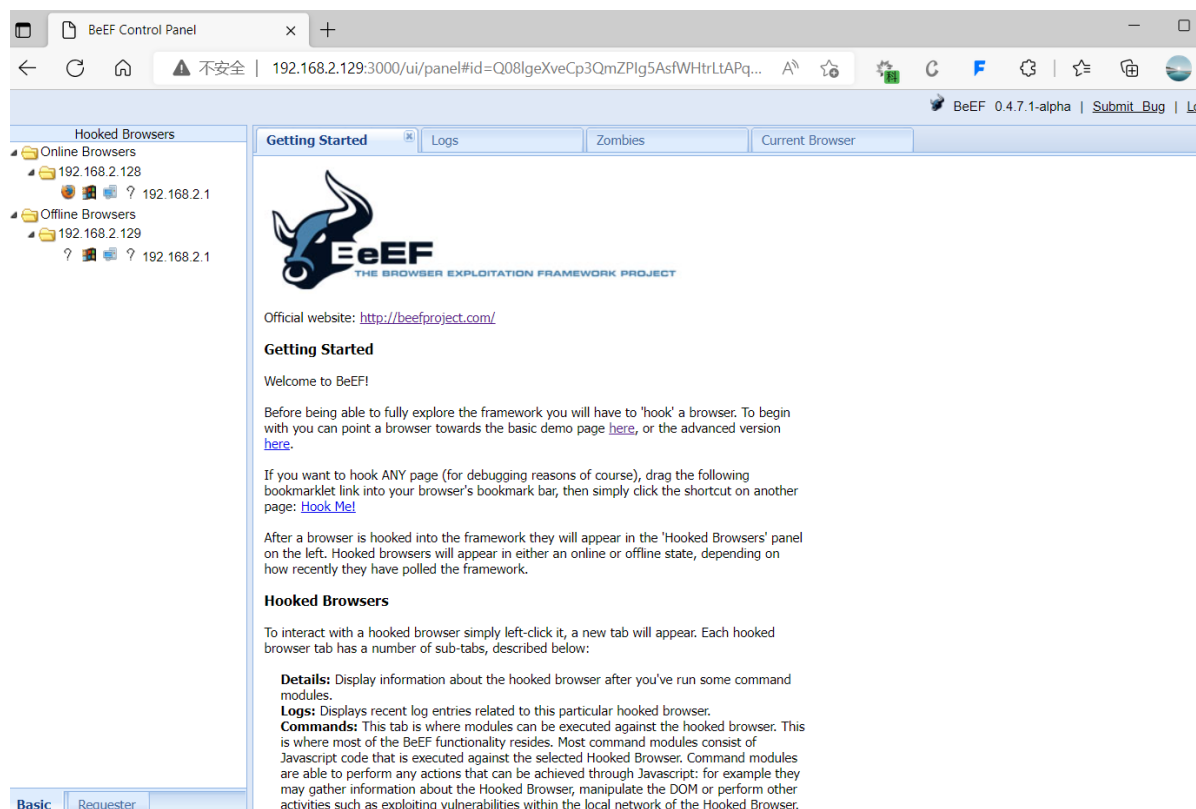 BeEF Control Panel
不安全 | 192.168.2.129:3000/ui/panel#id=Q08lgeXveCp3QmZPIg5AsfWHtrLtAPq...
BeEF 0.4.7.1-alpha | Submit Bug |
Hooked Browsers
Getting Started
Logs
Zombies
Current Browser
Online Browsers
192.168.2.128
? 192.168.2.1
Offline Browsers
192.168.2.129
? ? 192.168.2.1
BeEF
THE BROWSER EXPLOITATION FRAMEWORK PROJECT
Official website: http://beefproject.com/
Getting Started
Welcome to BeEF!
Before being able to fully explore the framework you will have to 'hook' a browser. To begin
with you can point a browser towards the basic demo page here, or the advanced version
here.
If you want to hook ANY page (for debugging reasons of course), drag the following
bookmarklet link into your browser's bookmark bar, then simply click the shortcut on another
page: Hook Me!
After a browser is hooked into the framework they will appear in the 'Hooked Browsers' panel
on the left. Hooked browsers will appear in either an online or offline state, depending on
how recently they have polled the framework.
Hooked Browsers
To interact with a hooked browser simply left-click it, a new tab will appear. Each hooked
browser tab has a number of sub-tabs, described below:
Details: Display information about the hooked browser after you've run some command
modules.
Logs: Displays recent log entries related to this particular hooked browser.
Commands: This tab is where modules can be executed against the hooked browser. This
is where most of the BeEF functionality resides. Most command modules consist of
Javascript code that is executed against the selected Hooked Browser. Command modules
are able to perform any actions that can be achieved through Javascript: for example they
may gather information about the Hooked Browser, manipulate the DOM or perform other
activities such as exploiting vulnerabilities within the local network of the Hooked Browser.
Basic
Requester